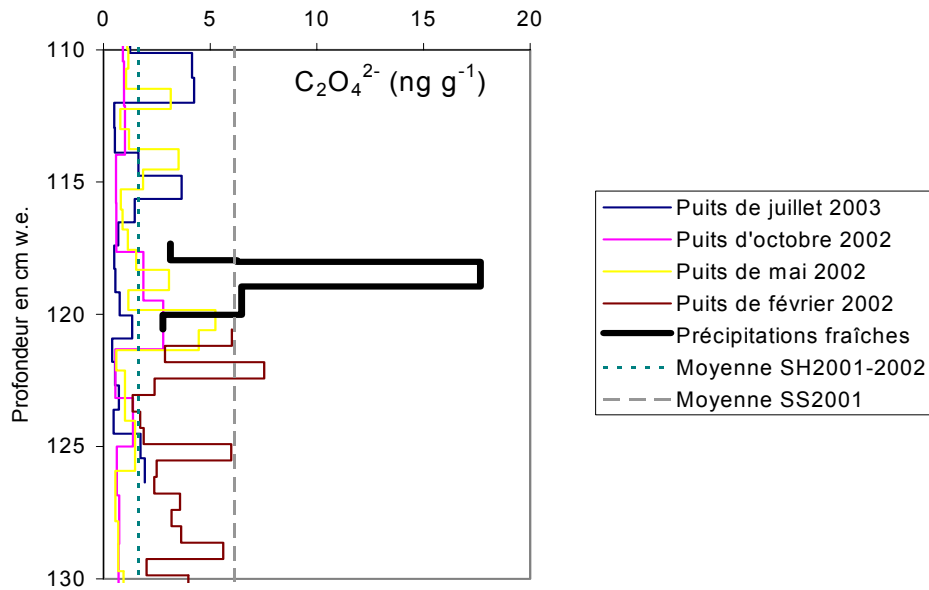 0 5 10 15 20
110
C₂O₄²⁻ (ng g⁻¹)
115
120
125
130
Profondeur en cm w.e.
Puits de juillet 2003
Puits d'octobre 2002
Puits de mai 2002
Puits de février 2002
Précipitations fraîches
Moyenne SH2001-2002
Moyenne SS2001